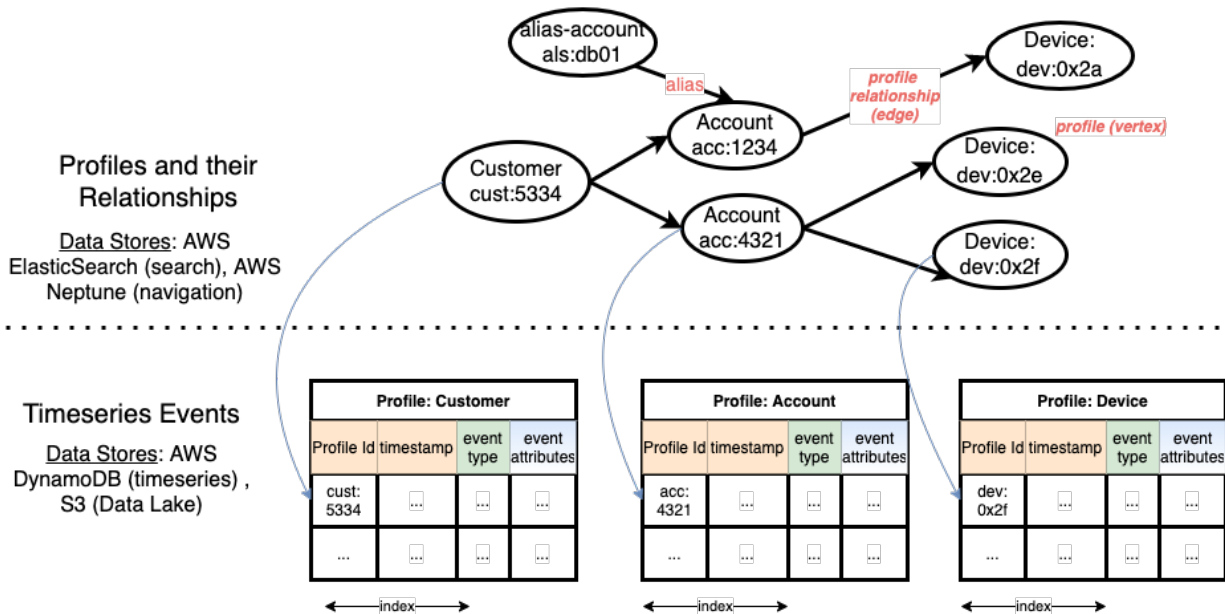 alias-account
als:db01
alias
Account
acc:1234
profile
relationship
(edge)
Device:
dev:0x2a
profile (vertex)
Device:
dev:0x2e
Customer
cust:5334
Account
acc:4321
Device:
dev:0x2f
Profiles and their
Relationships
Data Stores: AWS
ElasticSearch (search), AWS
Neptune (navigation)
Timeseries Events
Data Stores: AWS
DynamoDB (timeseries) ,
S3 (Data Lake)
Profile: Customer
Profile Id timestamp event type event attributes
cust: 5334 ... ... ...
... ... ... ...
index
Profile: Account
Profile Id timestamp event type event attributes
acc: 4321 ... ... ...
... ... ... ...
index
Profile: Device
Profile Id timestamp event type event attributes
dev: 0x2f ... ... ...
... ... ... ...
index